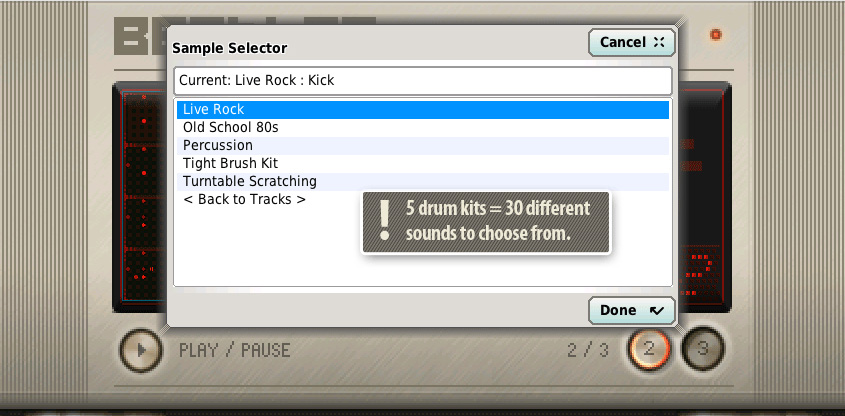 Sample Selector
Cancel
Current: Live Rock : Kick
Live Rock
Old School 80s
Percussion
Tight Brush Kit
Turntable Scratching
< Back to Tracks >
! 5 drum kits = 30 different
sounds to choose from.
Done
PLAY / PAUSE
2 / 3
2
3